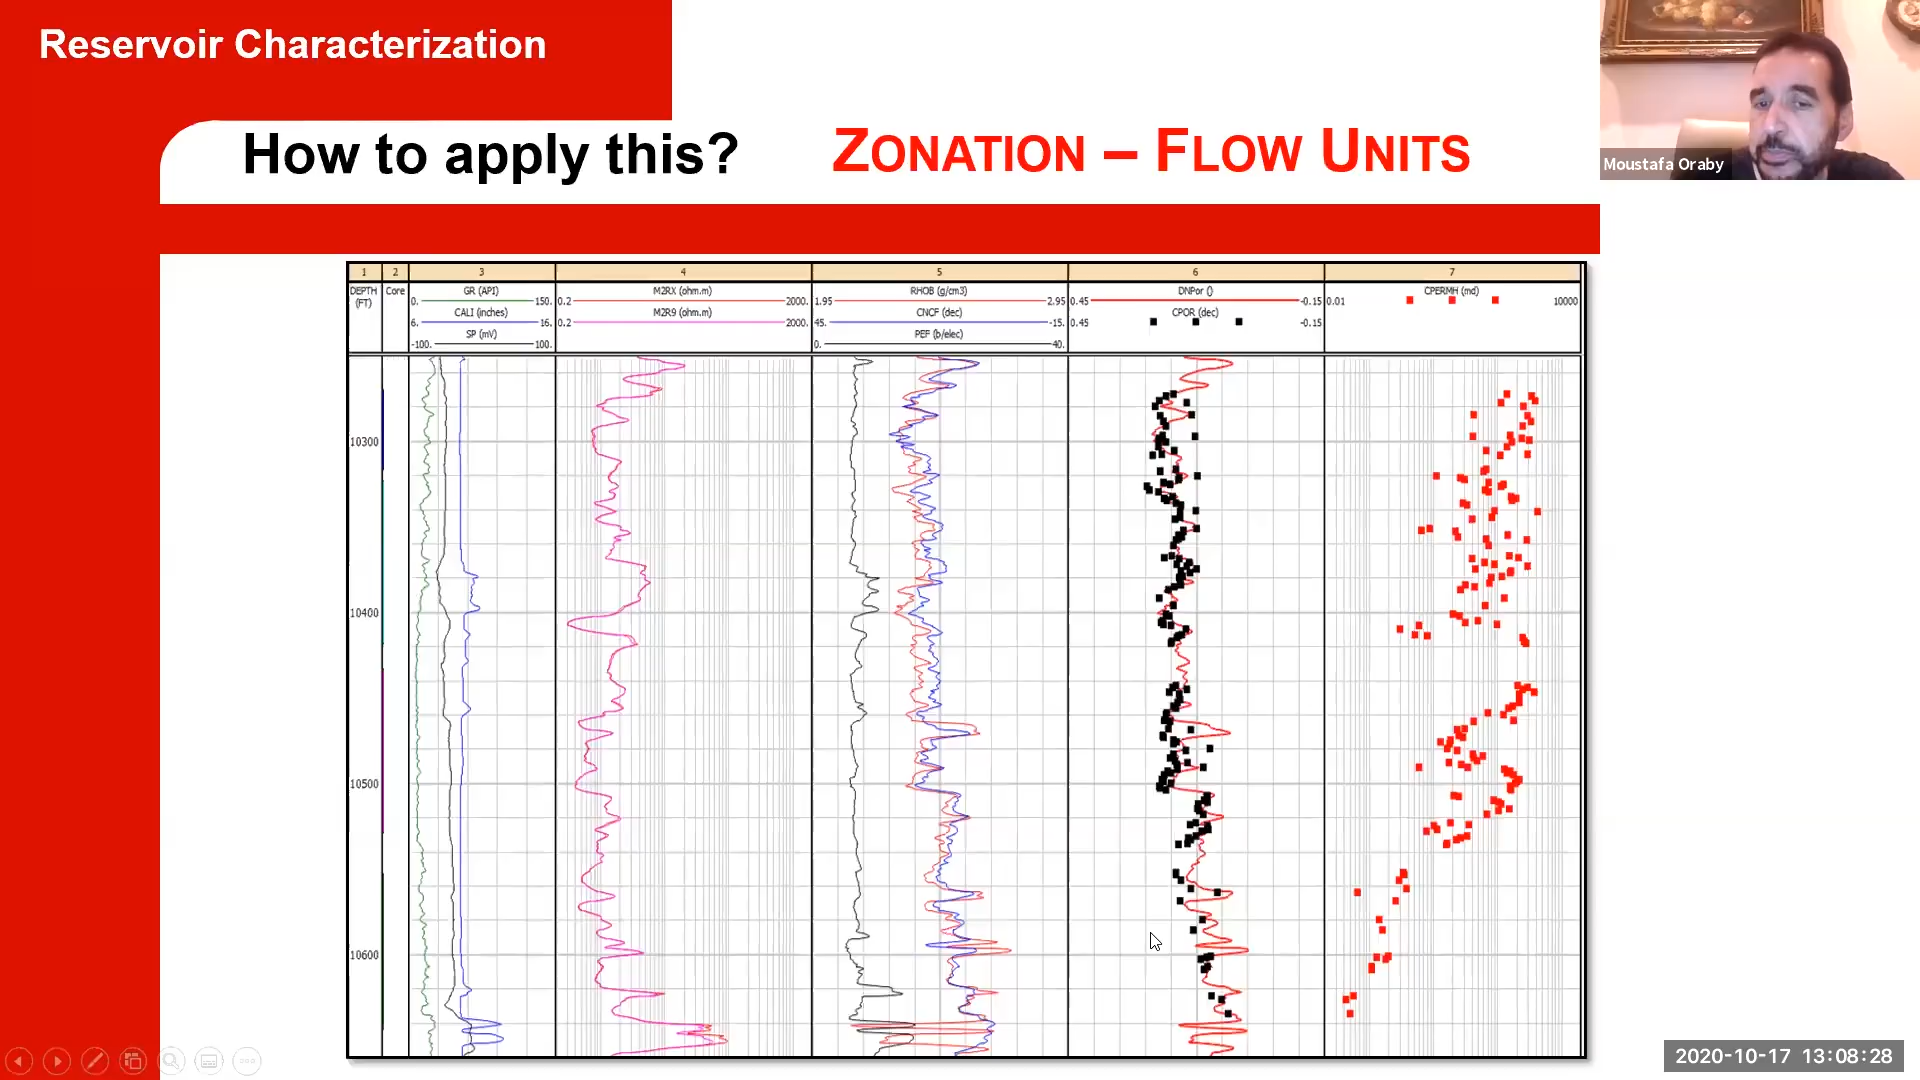 Reservoir Characterization
How to apply this?
ZONATION – FLOW UNITS
Moustafa Oraby
1 2 3 4 5 6 7
DEPTH (FT)
Core
GR (API)
0. 150.
CALI (inches)
6. 16.
SP (mV)
-100. 100.
M2RX (ohm.m)
0.2 2000.
M2R9 (ohm.m)
0.2 2000.
RHOB (g/cm3)
1.95 2.95
CNCF (dec)
45. -15.
PEF (b/elec)
0. 40.
DNPor ()
0.45 -0.15
CPOR (dec)
0.45 -0.15
CPERMH (md)
0.01 10000
10300
10400
10500
10600
2020-10-17 13:08:28